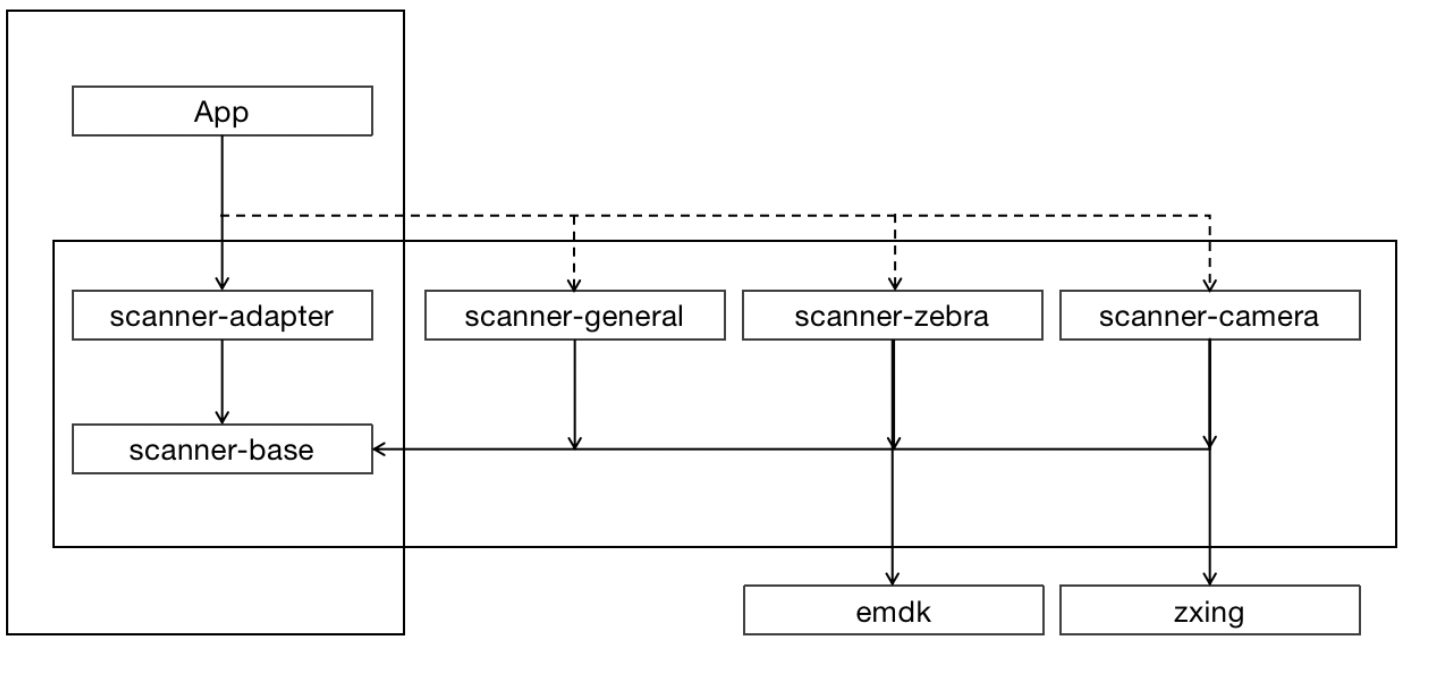 App
scanner-adapter
scanner-general
scanner-zebra
scanner-camera
scanner-base
emdk
zxing